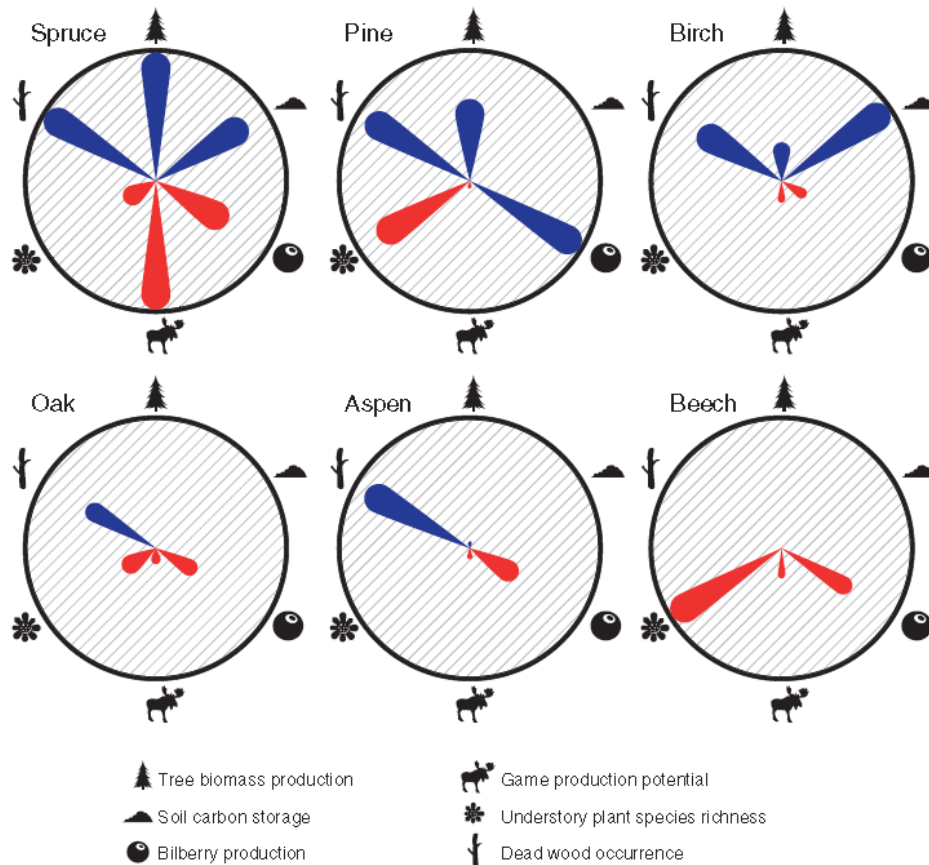 Spruce
Pine
Birch
Oak
Aspen
Beech
Tree biomass production
Game production potential
Soil carbon storage
Understory plant species richness
Bilberry production
Dead wood occurrence